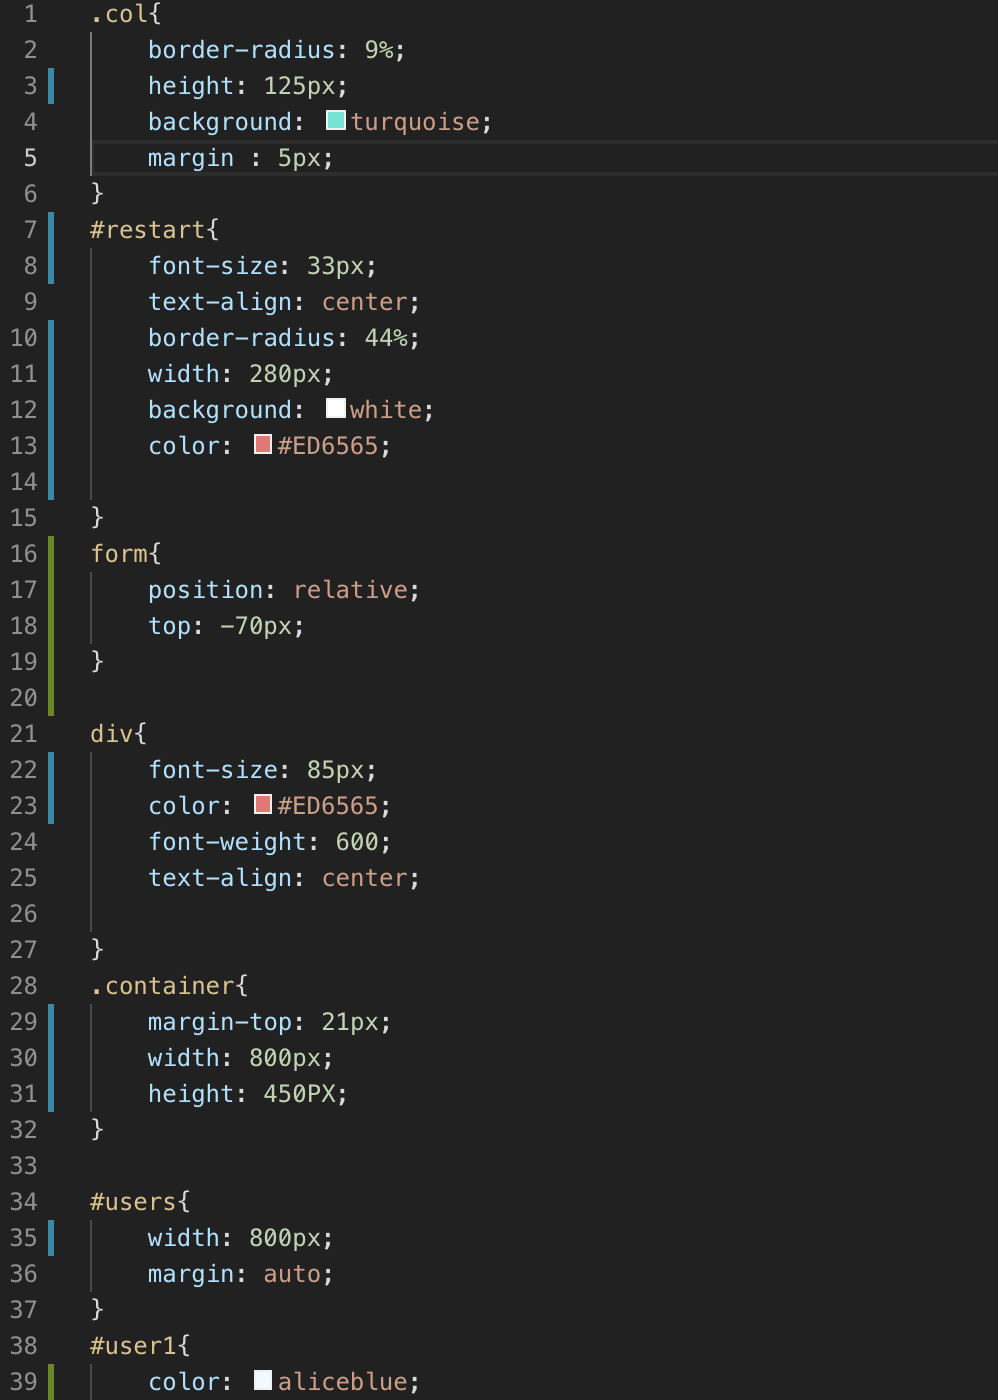 1 .col{
2 border-radius: 9%;
3 height: 125px;
4 background: turquoise;
5 margin : 5px;
6 }
7 #restart{
8 font-size: 33px;
9 text-align: center;
10 border-radius: 44%;
11 width: 280px;
12 background: white;
13 color: #ED6565;
14
15 }
16 form{
17 position: relative;
18 top: -70px;
19 }
20
21 div{
22 font-size: 85px;
23 color: #ED6565;
24 font-weight: 600;
25 text-align: center;
26
27 }
28 .container{
29 margin-top: 21px;
30 width: 800px;
31 height: 450PX;
32 }
33
34 #users{
35 width: 800px;
36 margin: auto;
37 }
38 #user1{
39 color: aliceblue;